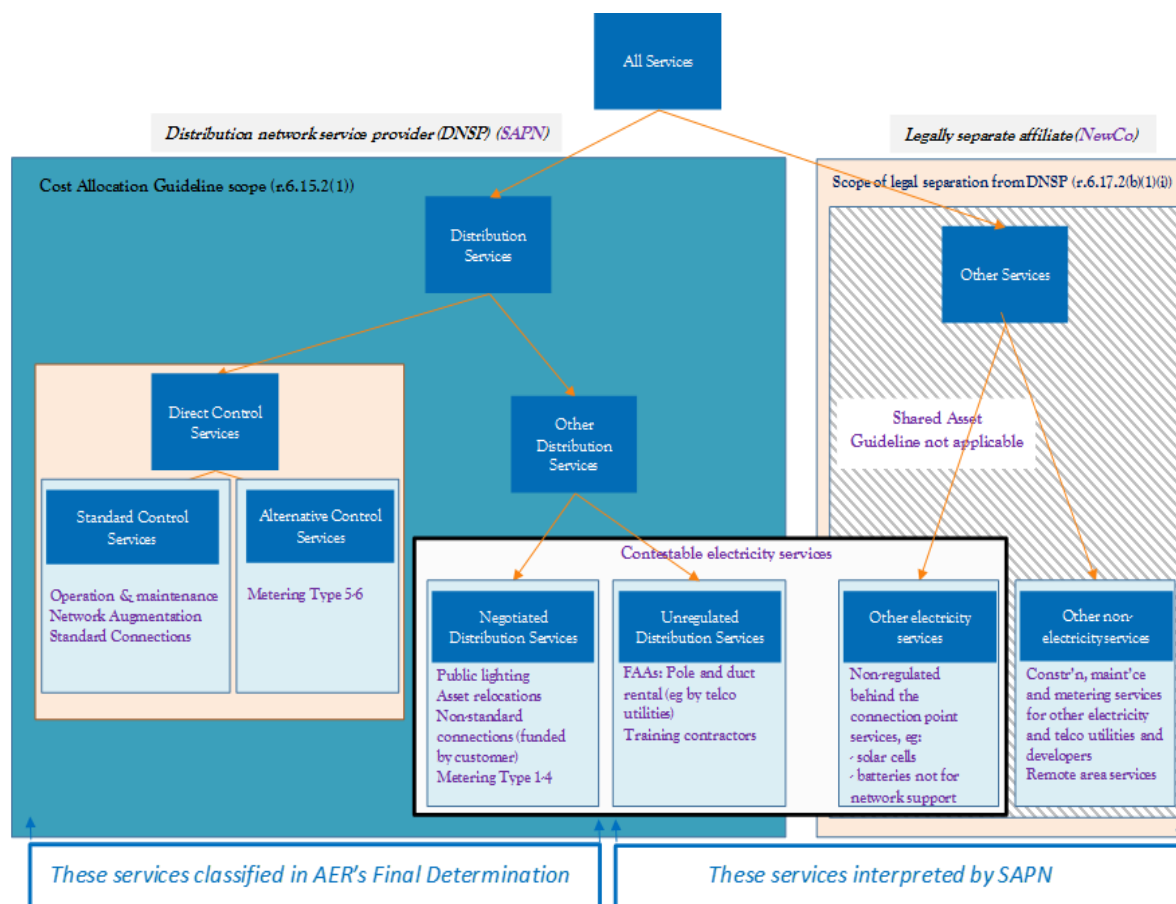 All Services
Distribution network service provider (DNSP) (SAPN)
Legally separate affiliate (NewCo)
Cost Allocation Guideline scope (r.6.15.2(1))
Scope of legal separation from DNSP (r.6.17.2(b)(1)(i))
Distribution
Services
Other Services
Direct Control
Services
Other
Distribution
Services
Shared Asset
Guideline not applicable
Standard Control
Services
Operation & maintenance
Network Augmentation
Standard Connections
Alternative Control
Services
Metering Type 5-6
Contestable electricity services
Negotiated
Distribution Services
Public lighting
Asset relocations
Non-standard
connections (funded
by customer)
Metering Type 1-4
Unregulated
Distribution Services
FAAs: Pole and duct
rental (eg by telco
utilities)
Training contractors
Other electricity
services
Non-regulated
behind the
connection point
services, eg:
- solar cells
- batteries not for
network support
Other non-
electricity services
Constr'n, maint'ce
and metering services
for other electricity
and telco utilities and
developers
Remote area services
These services classified in AER's Final Determination
These services interpreted by SAPN